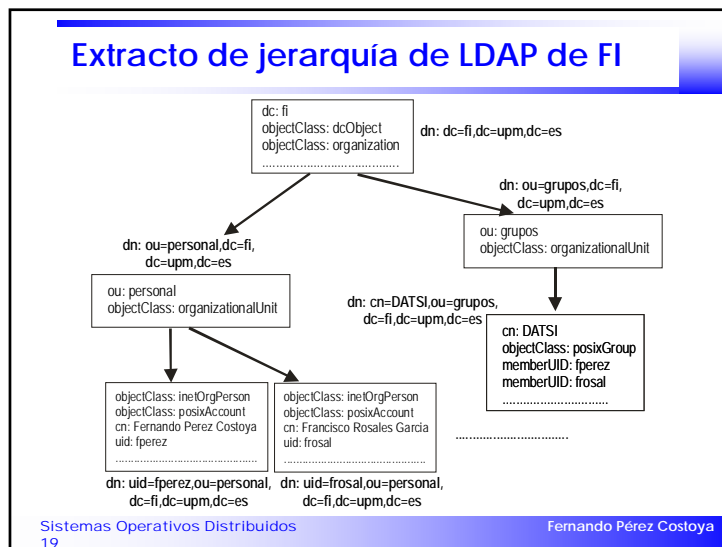 Extracto de jerarquía de LDAP de FI
dc: fi
objectClass: dcObject
objectClass: organization
......................................
dn: dc=fi,dc=upm,dc=es
dn: ou=grupos,dc=fi,
dc=upm,dc=es
ou: grupos
objectClass: organizationalUnit
dn: ou=personal,dc=fi,
dc=upm,dc=es
ou: personal
objectClass: organizationalUnit
dn: cn=DATSI,ou=grupos,
dc=fi,dc=upm,dc=es
cn: DATSI
objectClass: posixGroup
memberUID: fperez
memberUID: frosal
..............................
objectClass: inetOrgPerson
objectClass: posixAccount
cn: Fernando Perez Costoya
uid: fperez
........................................
dn: uid=fperez,ou=personal,
dc=fi,dc=upm,dc=es
objectClass: inetOrgPerson
objectClass: posixAccount
cn: Francisco Rosales Garcia
uid: frosal
........................................
dn: uid=frosal,ou=personal,
dc=fi,dc=upm,dc=es
................................
Sistemas Operativos Distribuidos
19
Fernando Pérez Costoya